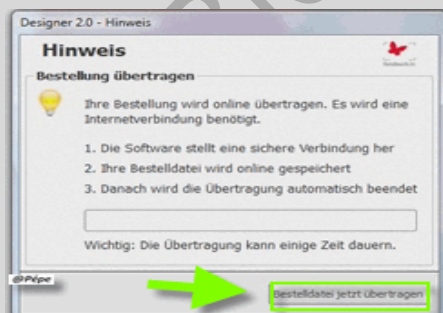 Designer 2.0 - Hinweis
Hinweis
Bestellung übertragen
Ihre Bestellung wird online übertragen. Es wird eine
Internetverbindung benötigt.
1. Die Software stellt eine sichere Verbindung her
2. Ihre Bestelldatei wird online gespeichert
3. Danach wird die Übertragung automatisch beendet
Wichtig: Die Übertragung kann einige Zeit dauern.
@Pépe
Bestelldatei jetzt übertragen